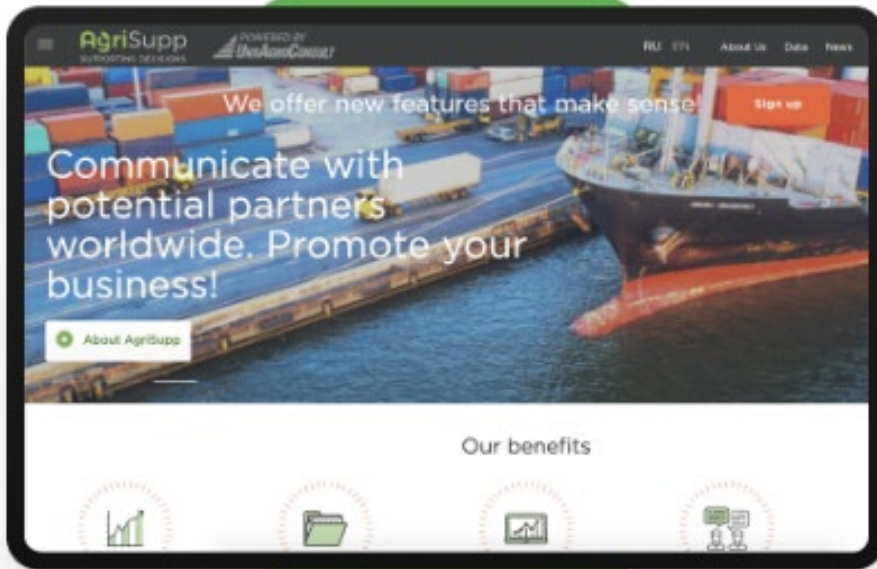 AgriSupp
SUPPORTING DECISIONS
POWERED BY
UkrAgroConsult
RU EN About Us Data News
We offer new features that make sense!
Sign up
Communicate with
potential partners
worldwide. Promote your
business!
About AgriSupp
Our benefits